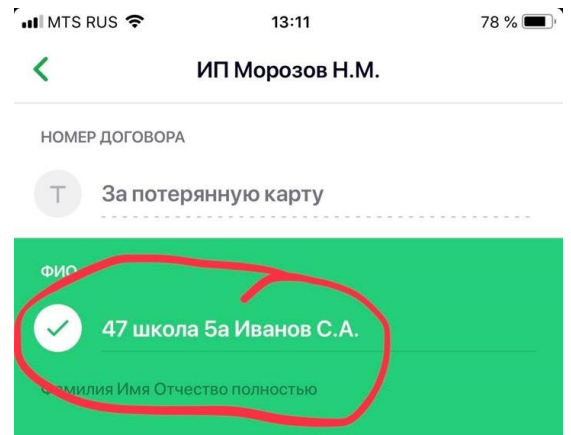 MTS RUS 13:11 78 %
ИП Морозов Н.М.
НОМЕР ДОГОВОРА
Т За потерянную карту
ФИО
47 школа 5а Иванов С.А.
Фамилия Имя Отчество полностью